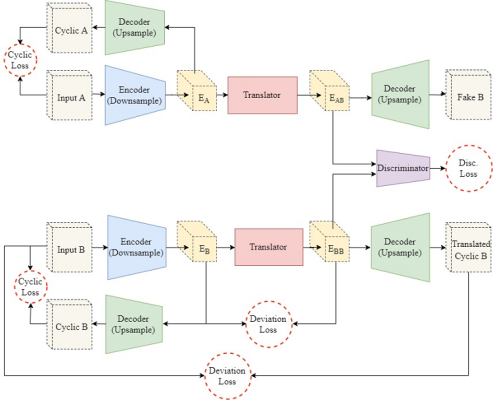 Cyclic A
Decoder
(Upsample)
Cyclic
Loss
Input A
Encoder
(Downsample)
EA
Translator
EAB
Decoder
(Upsample)
Fake B
Discriminator
Disc.
Loss
Input B
Encoder
(Downsample)
EB
Translator
EBB
Decoder
(Upsample)
Translated
Cyclic B
Cyclic
Loss
Cyclic B
Decoder
(Upsample)
Deviation
Loss
Deviation
Loss